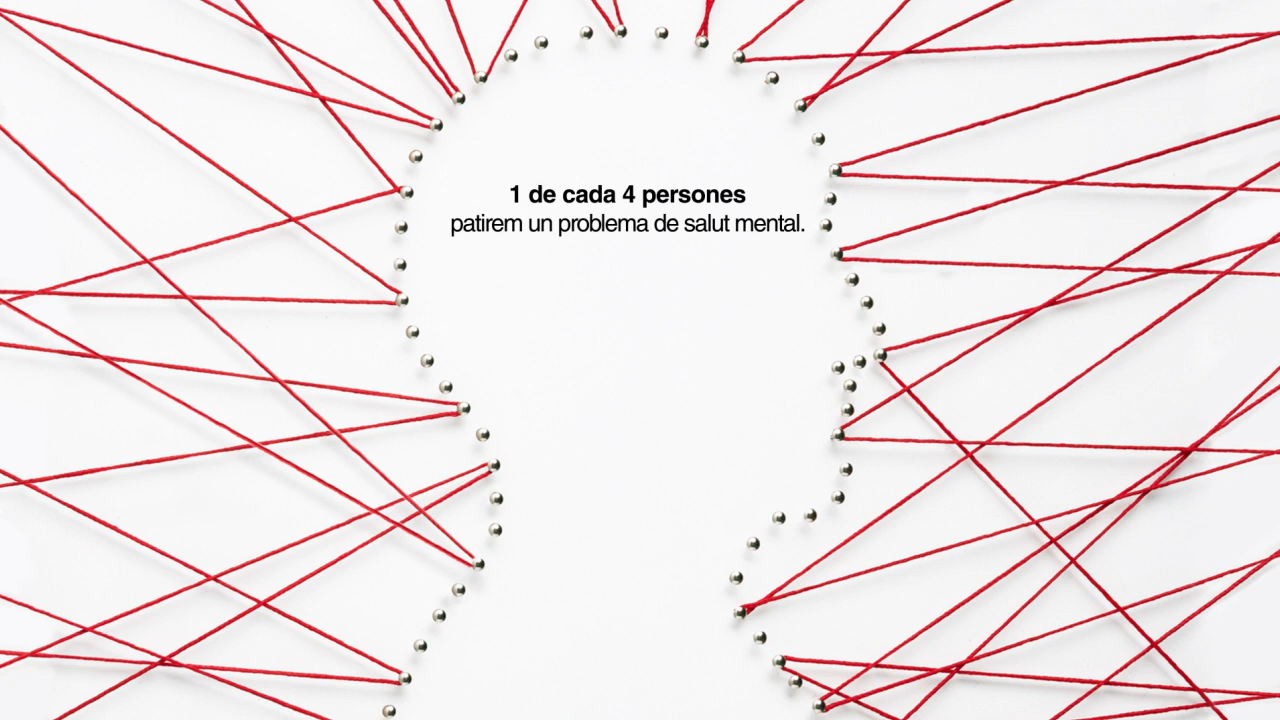 1 de cada 4 persones
patirem un problema de salut mental.